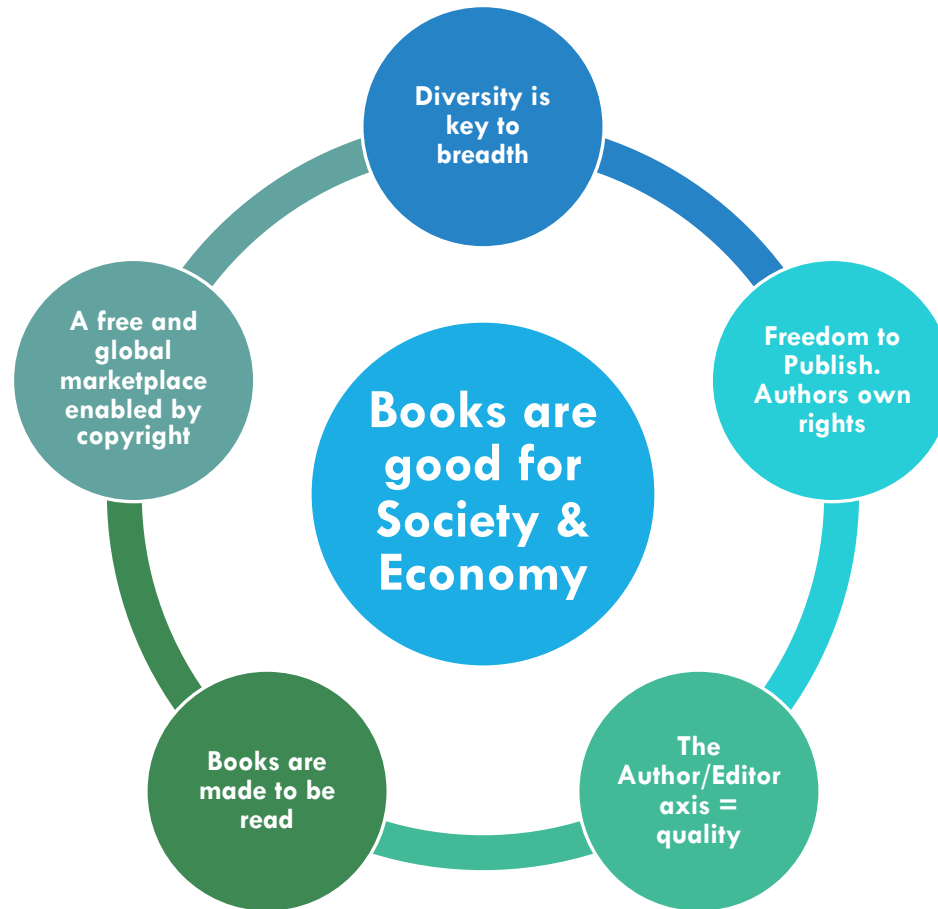 Diversity is
key to
breadth
Freedom to
Publish.
Authors own
rights
The
Author/Editor
axis =
quality
Books are
made to be
read
A free and
global
marketplace
enabled by
copyright
Books are
good for
Society &
Economy